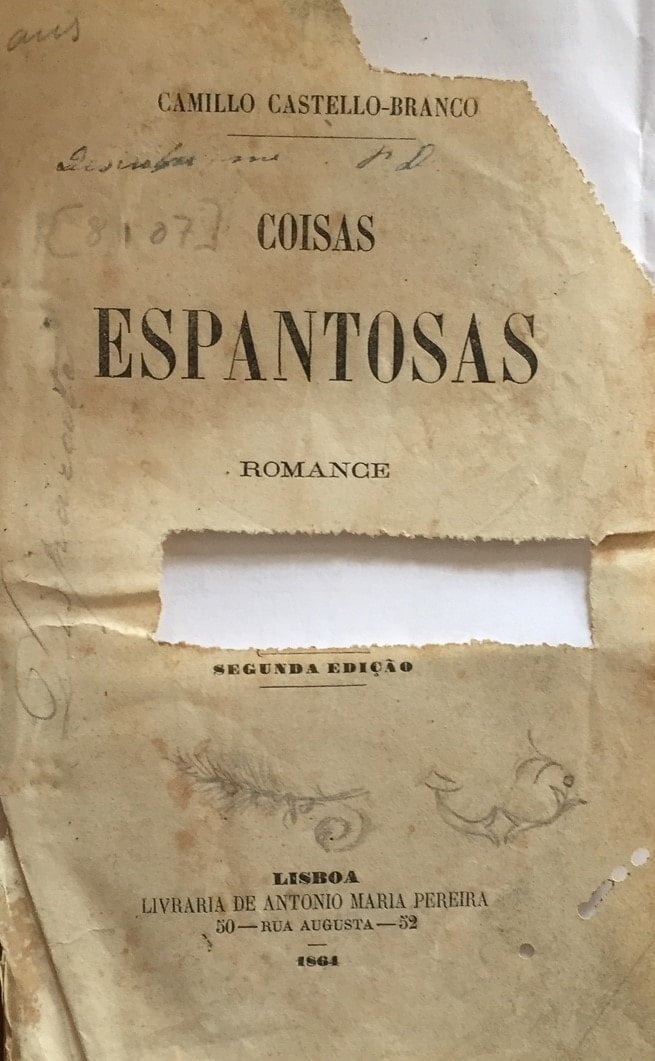 ans
CAMILLO CASTELLO-BRANCO
COISAS
ESPANTOSAS
ROMANCE
SEGUNDA EDIÇÃO
LISBOA
LIVRARIA DE ANTONIO MARIA PEREIRA
50—RUA AUGUSTA—52
1864